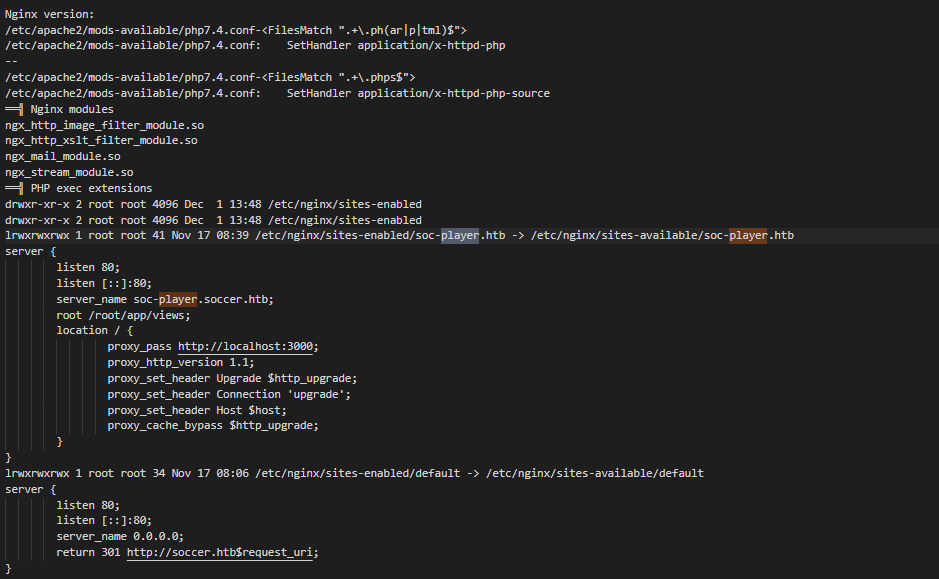 Nginx version:
/etc/apache2/mods-available/php7.4.conf-<FilesMatch ".+\.ph(ar|p|tml)$">
/etc/apache2/mods-available/php7.4.conf:    SetHandler application/x-httpd-php
--
/etc/apache2/mods-available/php7.4.conf-<FilesMatch ".+\.phps$">
/etc/apache2/mods-available/php7.4.conf:    SetHandler application/x-httpd-php-source
══╣ Nginx modules
ngx_http_image_filter_module.so
ngx_http_xslt_filter_module.so
ngx_mail_module.so
ngx_stream_module.so
══╣ PHP exec extensions
drwxr-xr-x 2 root root 4096 Dec  1 13:48 /etc/nginx/sites-enabled
drwxr-xr-x 2 root root 4096 Dec  1 13:48 /etc/nginx/sites-enabled
lrwxrwxrwx 1 root root 41 Nov 17 08:39 /etc/nginx/sites-enabled/soc-player.htb -> /etc/nginx/sites-available/soc-player.htb
server {
        listen 80;
        listen [::]:80;
        server_name soc-player.soccer.htb;
        root /root/app/views;
        location / {
                proxy_pass http://localhost:3000;
                proxy_http_version 1.1;
                proxy_set_header Upgrade $http_upgrade;
                proxy_set_header Connection 'upgrade';
                proxy_set_header Host $host;
                proxy_cache_bypass $http_upgrade;
        }
}
lrwxrwxrwx 1 root root 34 Nov 17 08:06 /etc/nginx/sites-enabled/default -> /etc/nginx/sites-available/default
server {
        listen 80;
        listen [::]:80;
        server_name 0.0.0.0;
        return 301 http://soccer.htb$request_uri;
}